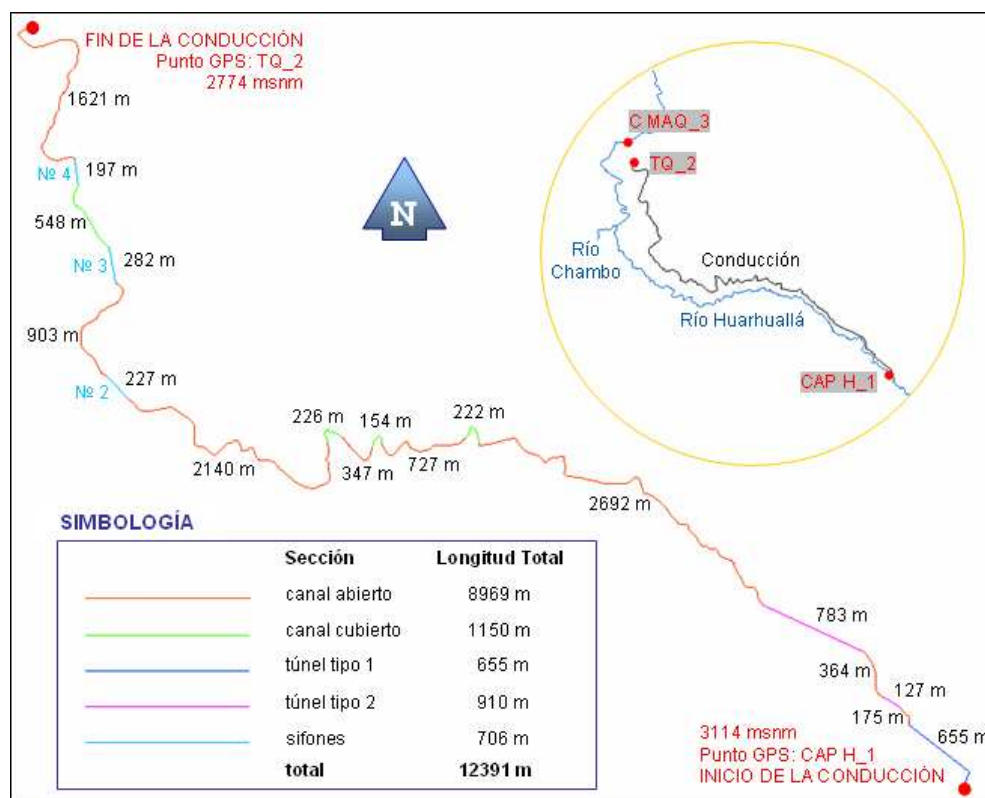 FIN DE LA CONDUCCIÓN
Punto GPS: TQ_2
2774 msnm
1621 m
Nº 4
197 m
548 m
Nº 3
282 m
903 m
Nº 2
227 m
2140 m
226 m
347 m
154 m
727 m
222 m
2692 m
783 m
364 m
127 m
175 m
655 m
3114 msnm
Punto GPS: CAP H_1
INICIO DE LA CONDUCCIÓN
N
C MAQ_3
TQ_2
Río
Chambo
Conducción
Río Huarhuallá
CAP H_1
SIMBOLOGÍA
Sección Longitud Total
canal abierto 8969 m
canal cubierto 1150 m
túnel tipo 1 655 m
túnel tipo 2 910 m
sifones 706 m
total 12391 m